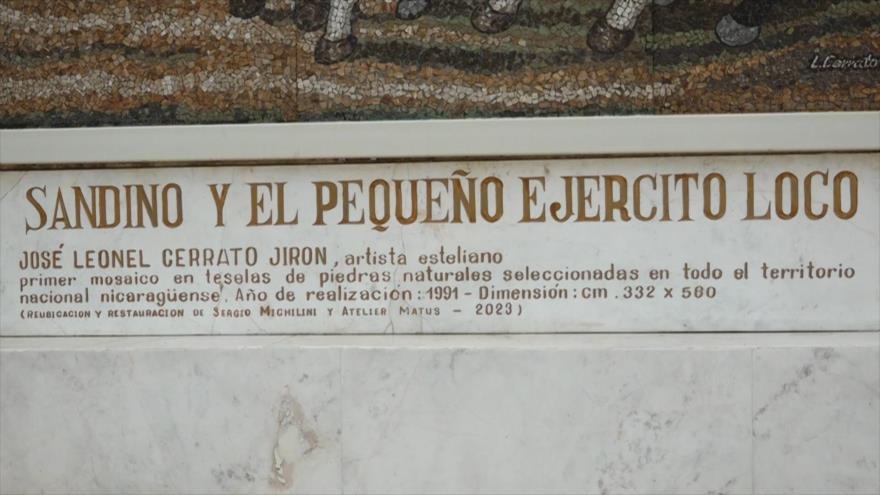 L. Cerrato
SANDINO Y EL PEQUEÑO EJERCITO LOCO
JOSÉ LEONEL CERRATO JIRON, artista esteliano
primer mosaico en teselas de piedras naturales seleccionadas en todo el territorio
nacional nicaragüense. Año de realización: 1991 - Dimensión: cm. 332 x 560
(REUBICACION Y RESTAURACION DE SERGIO MICHILINI Y ATELIER MATUS - 2023)